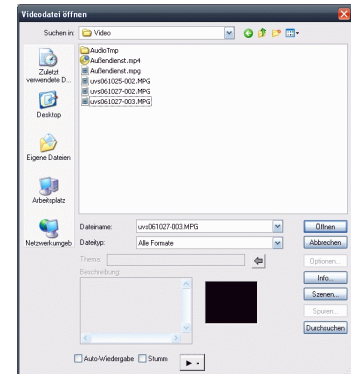 Videodatei öffnen
Suchen in: Video
AudioTmp
Außendienst.mp4
Außendienst.mpg
uvs061025-002.MPG
uvs061027-002.MPG
uvs061027-003.MPG
Zuletzt
verwendete D...
Desktop
Eigene Dateien
Arbeitsplatz
Netzwerkumgeb
Dateiname: uvs061027-003.MPG Öffnen
Dateityp: Alle Formate Abbrechen
Thema: Optionen...
Beschreibung:
Info...
Szenen...
Spuren...
Durchsuchen
Auto-Wiedergabe Stumm